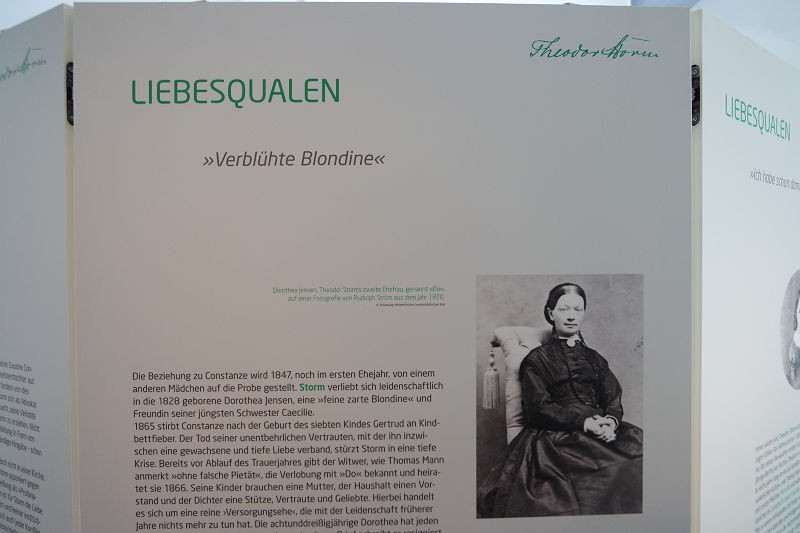 Theodor Storm
LIEBESQUALEN
»Verblühte Blondine«
Dorothea Jensen, Theodor Storms zweite Ehefrau, genannt »Do«,
auf einer Fotografie von Rudolph Ström aus dem Jahr 1870.
Die Beziehung zu Constanze wird 1847, noch im ersten Ehejahr, von einem
anderen Mädchen auf die Probe gestellt. Storm verliebt sich leidenschaftlich
in die 1828 geborene Dorothea Jensen, eine »feine zarte Blondine« und
Freundin seiner jüngsten Schwester Caecilie.
1865 stirbt Constanze nach der Geburt des siebten Kindes Gertrud an Kind-
bettfieber. Der Tod seiner unentbehrlichen Vertrauten, mit der ihn inzwi-
schen eine gewachsene und tiefe Liebe verband, stürzt Storm in eine tiefe
Krise. Bereits vor Ablauf des Trauerjahres gibt der Witwer, wie Thomas Mann
anmerkt »ohne falsche Pietät«, die Verlobung mit »Do« bekannt und heira-
tet sie 1866. Seine Kinder brauchen eine Mutter, der Haushalt einen Vor-
stand und der Dichter eine Stütze, Vertraute und Geliebte. Hierbei handelt
es sich um eine reine ›Versorgungsehe‹, die mit der Leidenschaft früherer
Jahre nichts mehr zu tun hat. Die achtunddreißigjährige Dorothea hat jeden
LIEBESQUALEN
»Ich habe schon